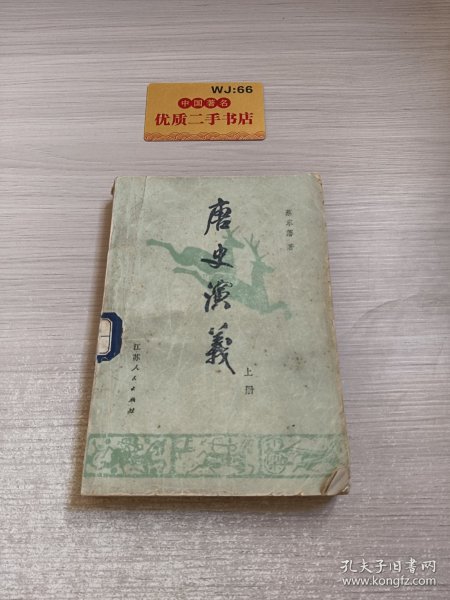 WJ:66
中国著名
优质二手书店
蔡东藩 著
唐史演義
上册
江苏人民出版社
孔夫子旧书网
www.kongfz.com